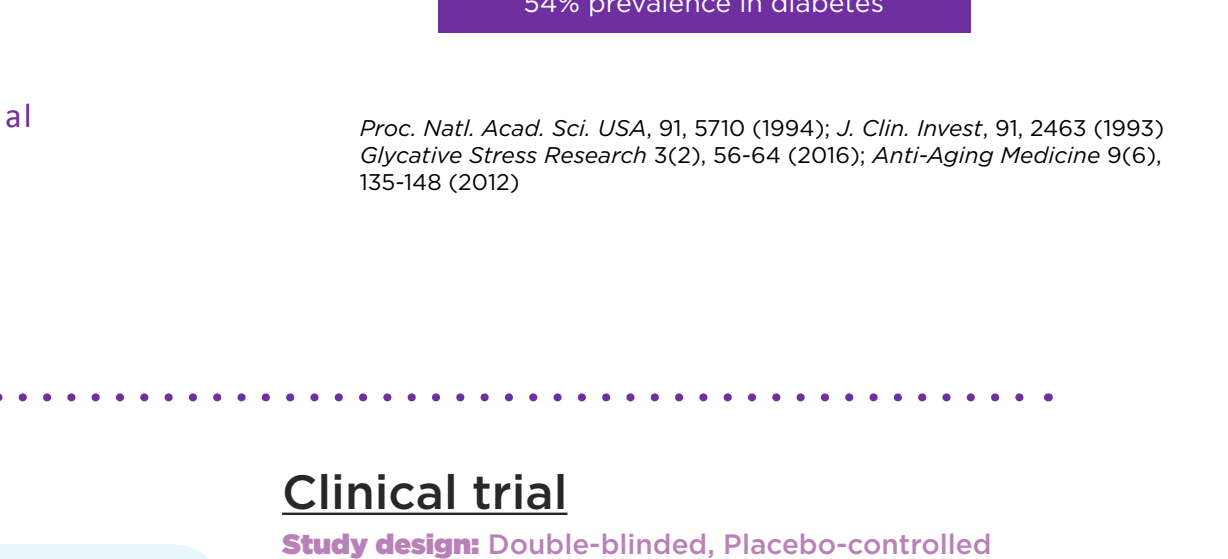 54% prevalence in diabetes
al
Proc. Natl. Acad. Sci. USA, 91, 5710 (1994); J. Clin. Invest, 91, 2463 (1993)
Glycative Stress Research 3(2), 56-64 (2016); Anti-Aging Medicine 9(6),
135-148 (2012)
Clinical trial
Study design: Double-blinded, Placebo-controlled